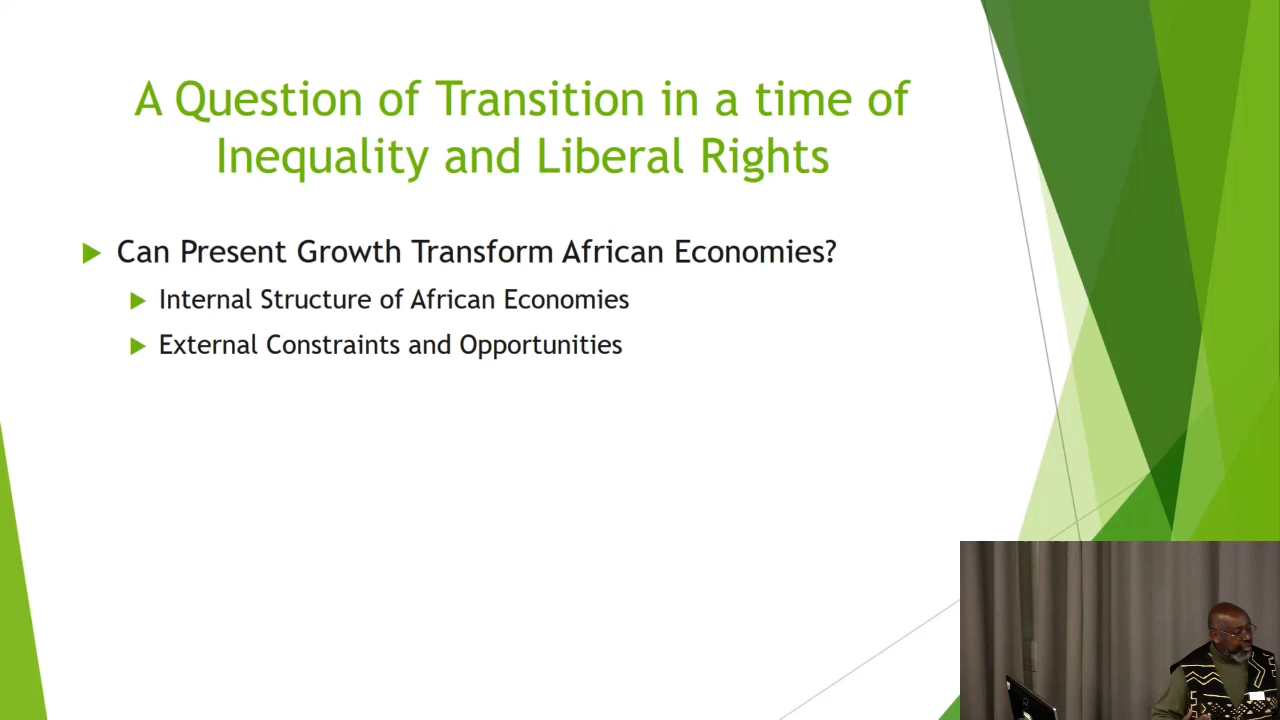 A Question of Transition in a time of
Inequality and Liberal Rights
Can Present Growth Transform African Economies?
Internal Structure of African Economies
External Constraints and Opportunities